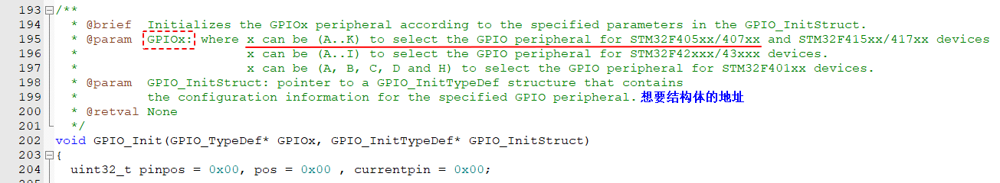 193 /**
194 * @brief Initializes the GPIOx peripheral according to the specified parameters in the GPIO_InitStruct.
195 * @param GPIOx: where x can be (A..K) to select the GPIO peripheral for STM32F405xx/407xx and STM32F415xx/417xx devices
196 * x can be (A..I) to select the GPIO peripheral for STM32F42xxx/43xxx devices.
197 * x can be (A, B, C, D and H) to select the GPIO peripheral for STM32F401xx devices.
198 * @param GPIO_InitStruct: pointer to a GPIO_InitTypeDef structure that contains
199 * the configuration information for the specified GPIO peripheral. 想要结构体的地址
200 * @retval None
201 */
202 void GPIO_Init(GPIO_TypeDef* GPIOx, GPIO_InitTypeDef* GPIO_InitStruct)
203 {
204 uint32_t pinpos = 0x00, pos = 0x00 , currentpin = 0x00;